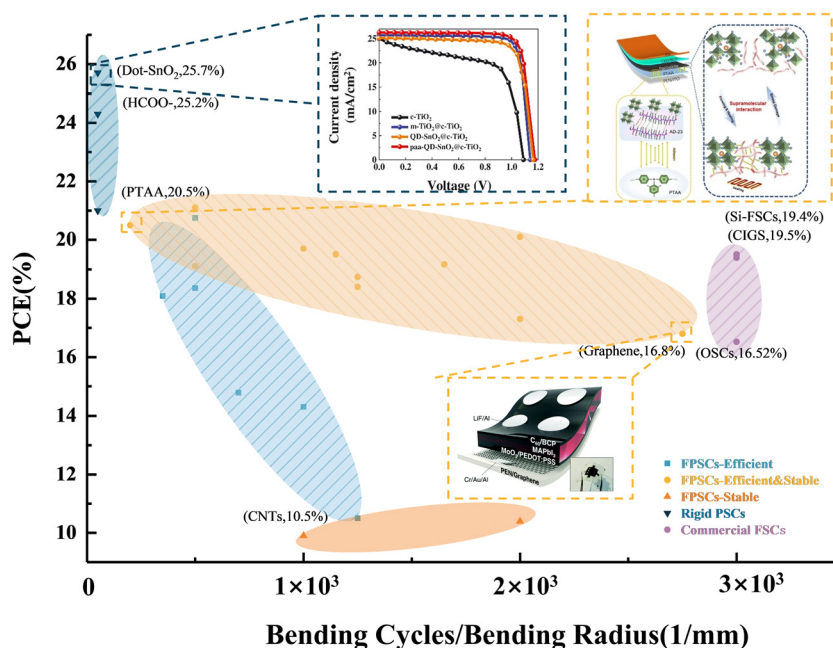 PCE(%)
26
24
22
20
18
16
14
12
10
0
1×10³
2×10³
3×10³
Bending Cycles/Bending Radius(1/mm)
(Dot-SnO₂,25.7%)
(HCOO-,25.2%)
(PTAA,20.5%)
(CNTs,10.5%)
(Graphene,16.8%)
(Si-FSCs,19.4%)
(CIGS,19.5%)
(OSCs,16.52%)
FPSCs-Efficient
FPSCs-Efficient&Stable
FPSCs-Stable
Rigid PSCs
Commercial FSCs
Current density
(mA/cm²)
25
20
15
10
5
0
0.0
0.2
0.4
0.6
0.8
1.0
1.2
Voltage (V)
c-TiO₂
m-TiO₂@c-TiO₂
QD-SnO₂@c-TiO₂
paa-QD-SnO₂@c-TiO₂
Supramolecular
interaction
AD-23
PTAA
LiF/Al
C₆₀/BCP
MAPbI₃
MoO₃/PEDOT:PSS
PEN/Graphene
Cr/Au/Al